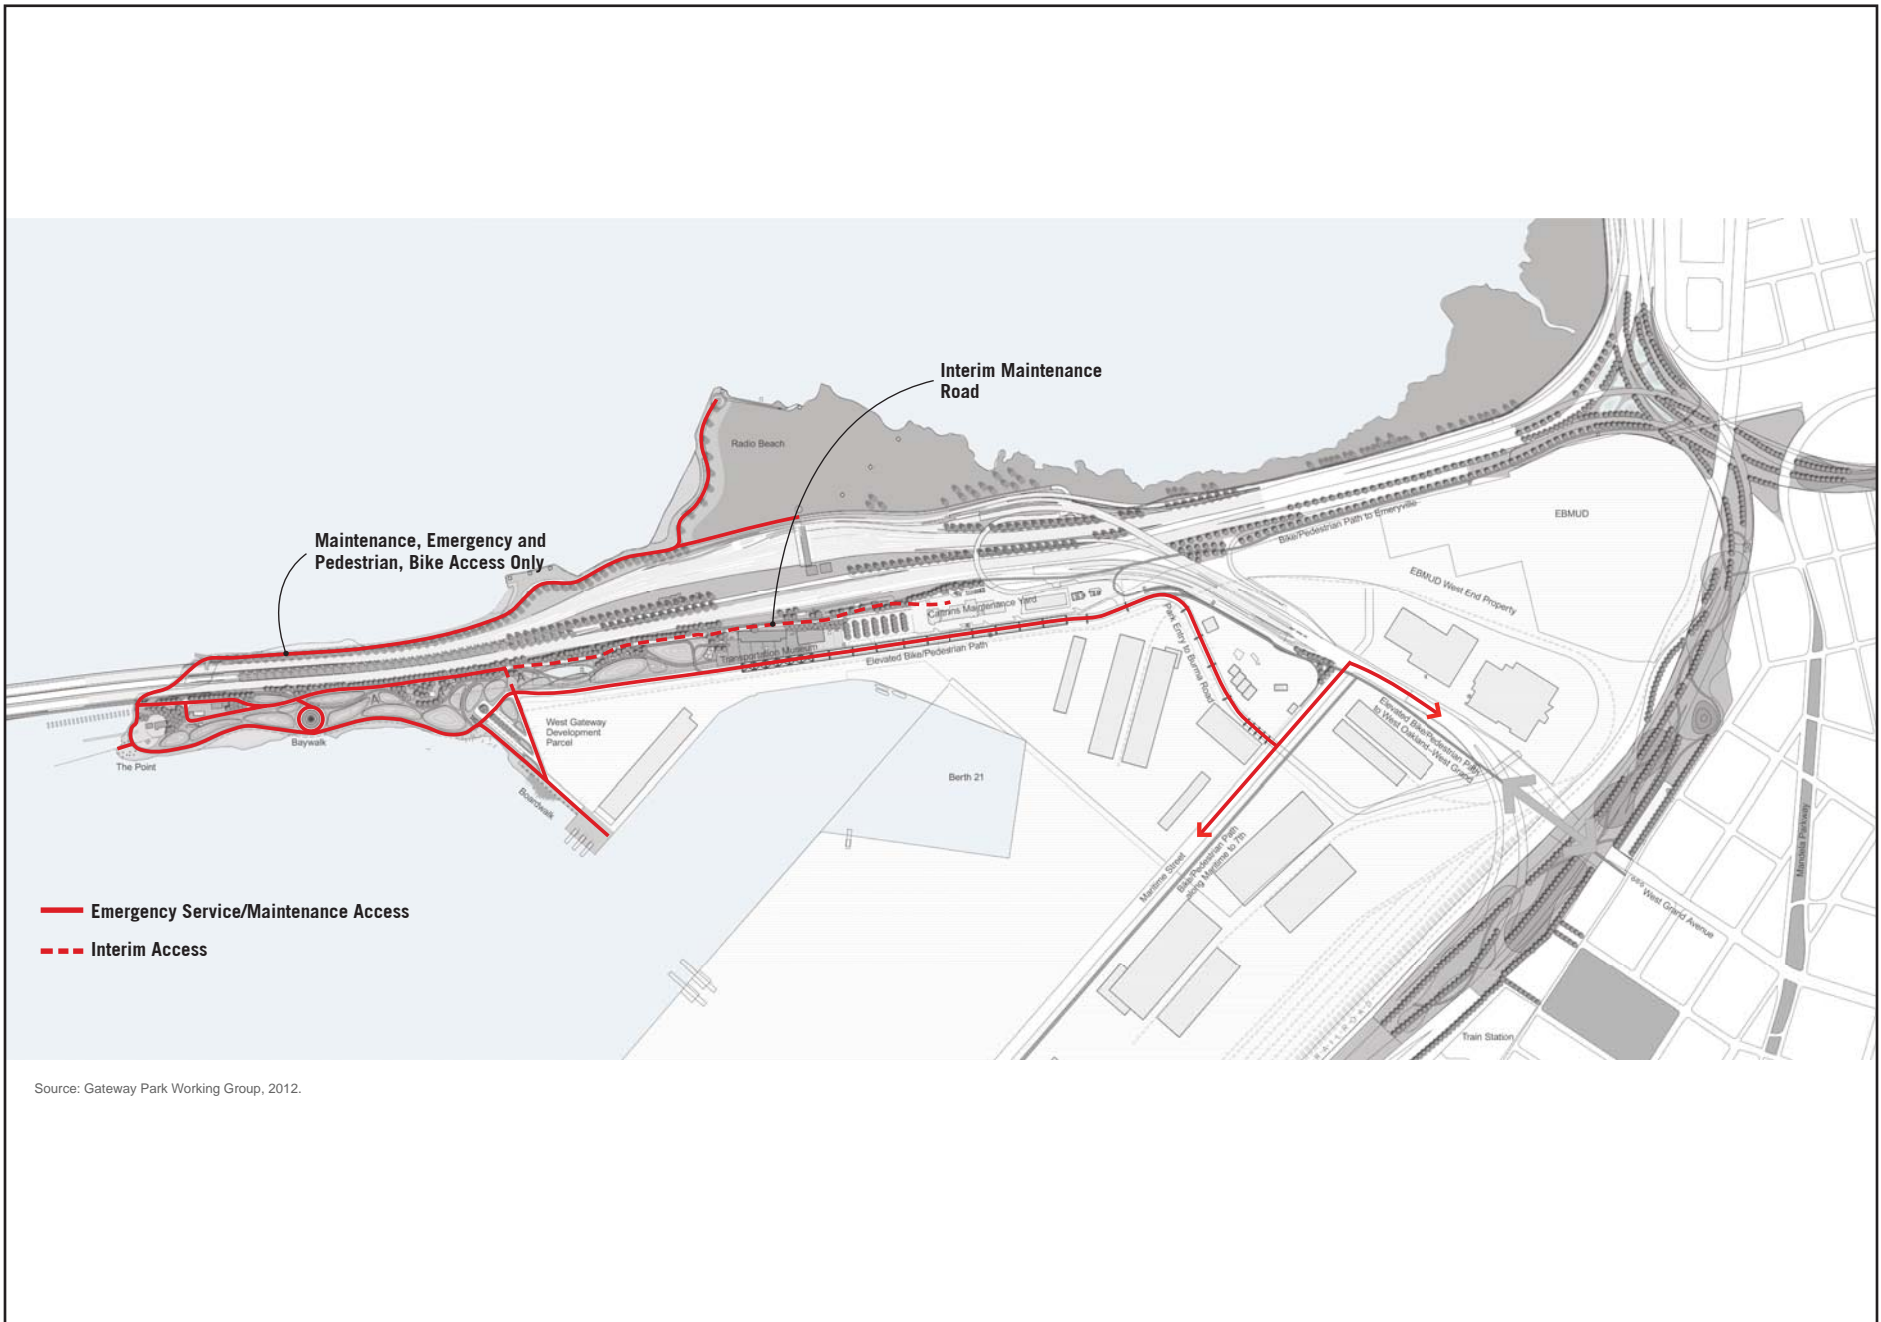 Interim Maintenance
Road
Radio Beach
Maintenance, Emergency and
Pedestrian, Bike Access Only
EBMUD
Bike/Pedestrian Path to Emeryville
EBMUD West End Property
Caltrans Maintenance Yard
Transportation Museum
Elevated Bike/Pedestrian Path
Park Entry to Burma Road
West Gateway
Development
Parcel
Baywalk
The Point
Boardwalk
Berth 21
Elevated Bike/Pedestrian Path
to West Oakland–West Grand
Maritime Street
Bike/Pedestrian Path
along Maritime to 7th
West Grand Avenue
Mandela Parkway
RAILROAD
Train Station
Emergency Service/Maintenance Access
Interim Access
Source: Gateway Park Working Group, 2012.